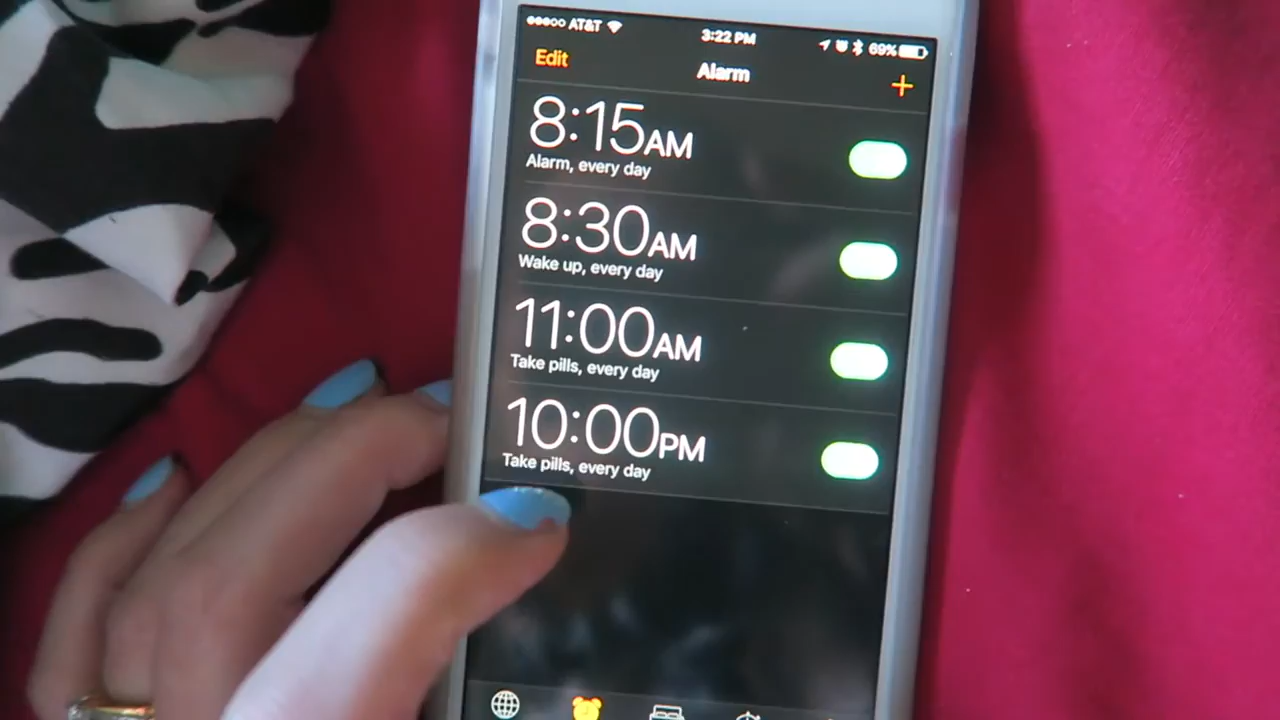 AT&T 3:22 PM 69%
Edit Alarm +
8:15AM
Alarm, every day
8:30AM
Wake up, every day
11:00AM
Take pills, every day
10:00PM
Take pills, every day